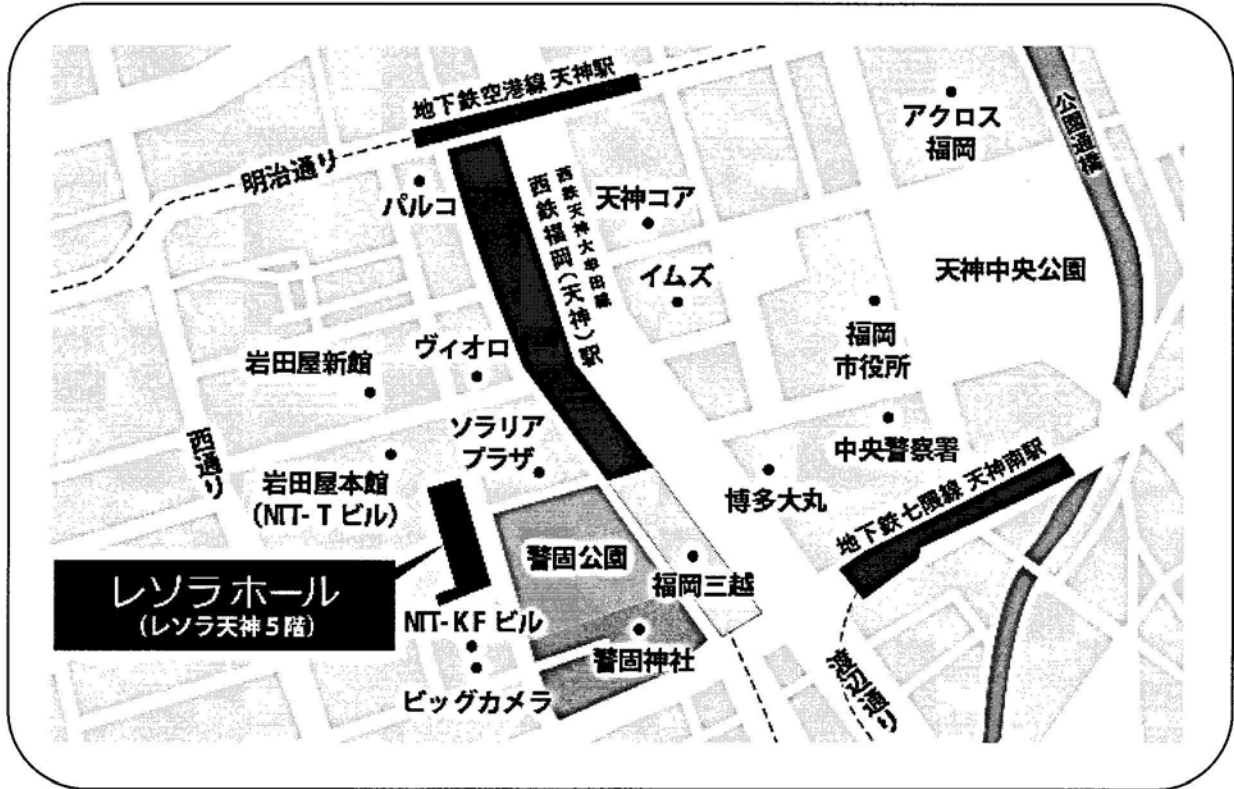 地下鉄空港線 天神駅
アクロス
福岡
公園通橋
明治通り
パルコ
西鉄天神大牟田線
西鉄福岡(天神)駅
天神コア
イムズ
天神中央公園
福岡
市役所
ヴィオロ
岩田屋新館
西通り
ソラリア
プラザ
中央警察署
岩田屋本館
(NTT-Tビル)
博多大丸
地下鉄七隈線 天神南駅
警固公園
福岡三越
レソラホール
(レソラ天神5階)
NTT-KFビル
警固神社
ビッグカメラ
渡辺通り